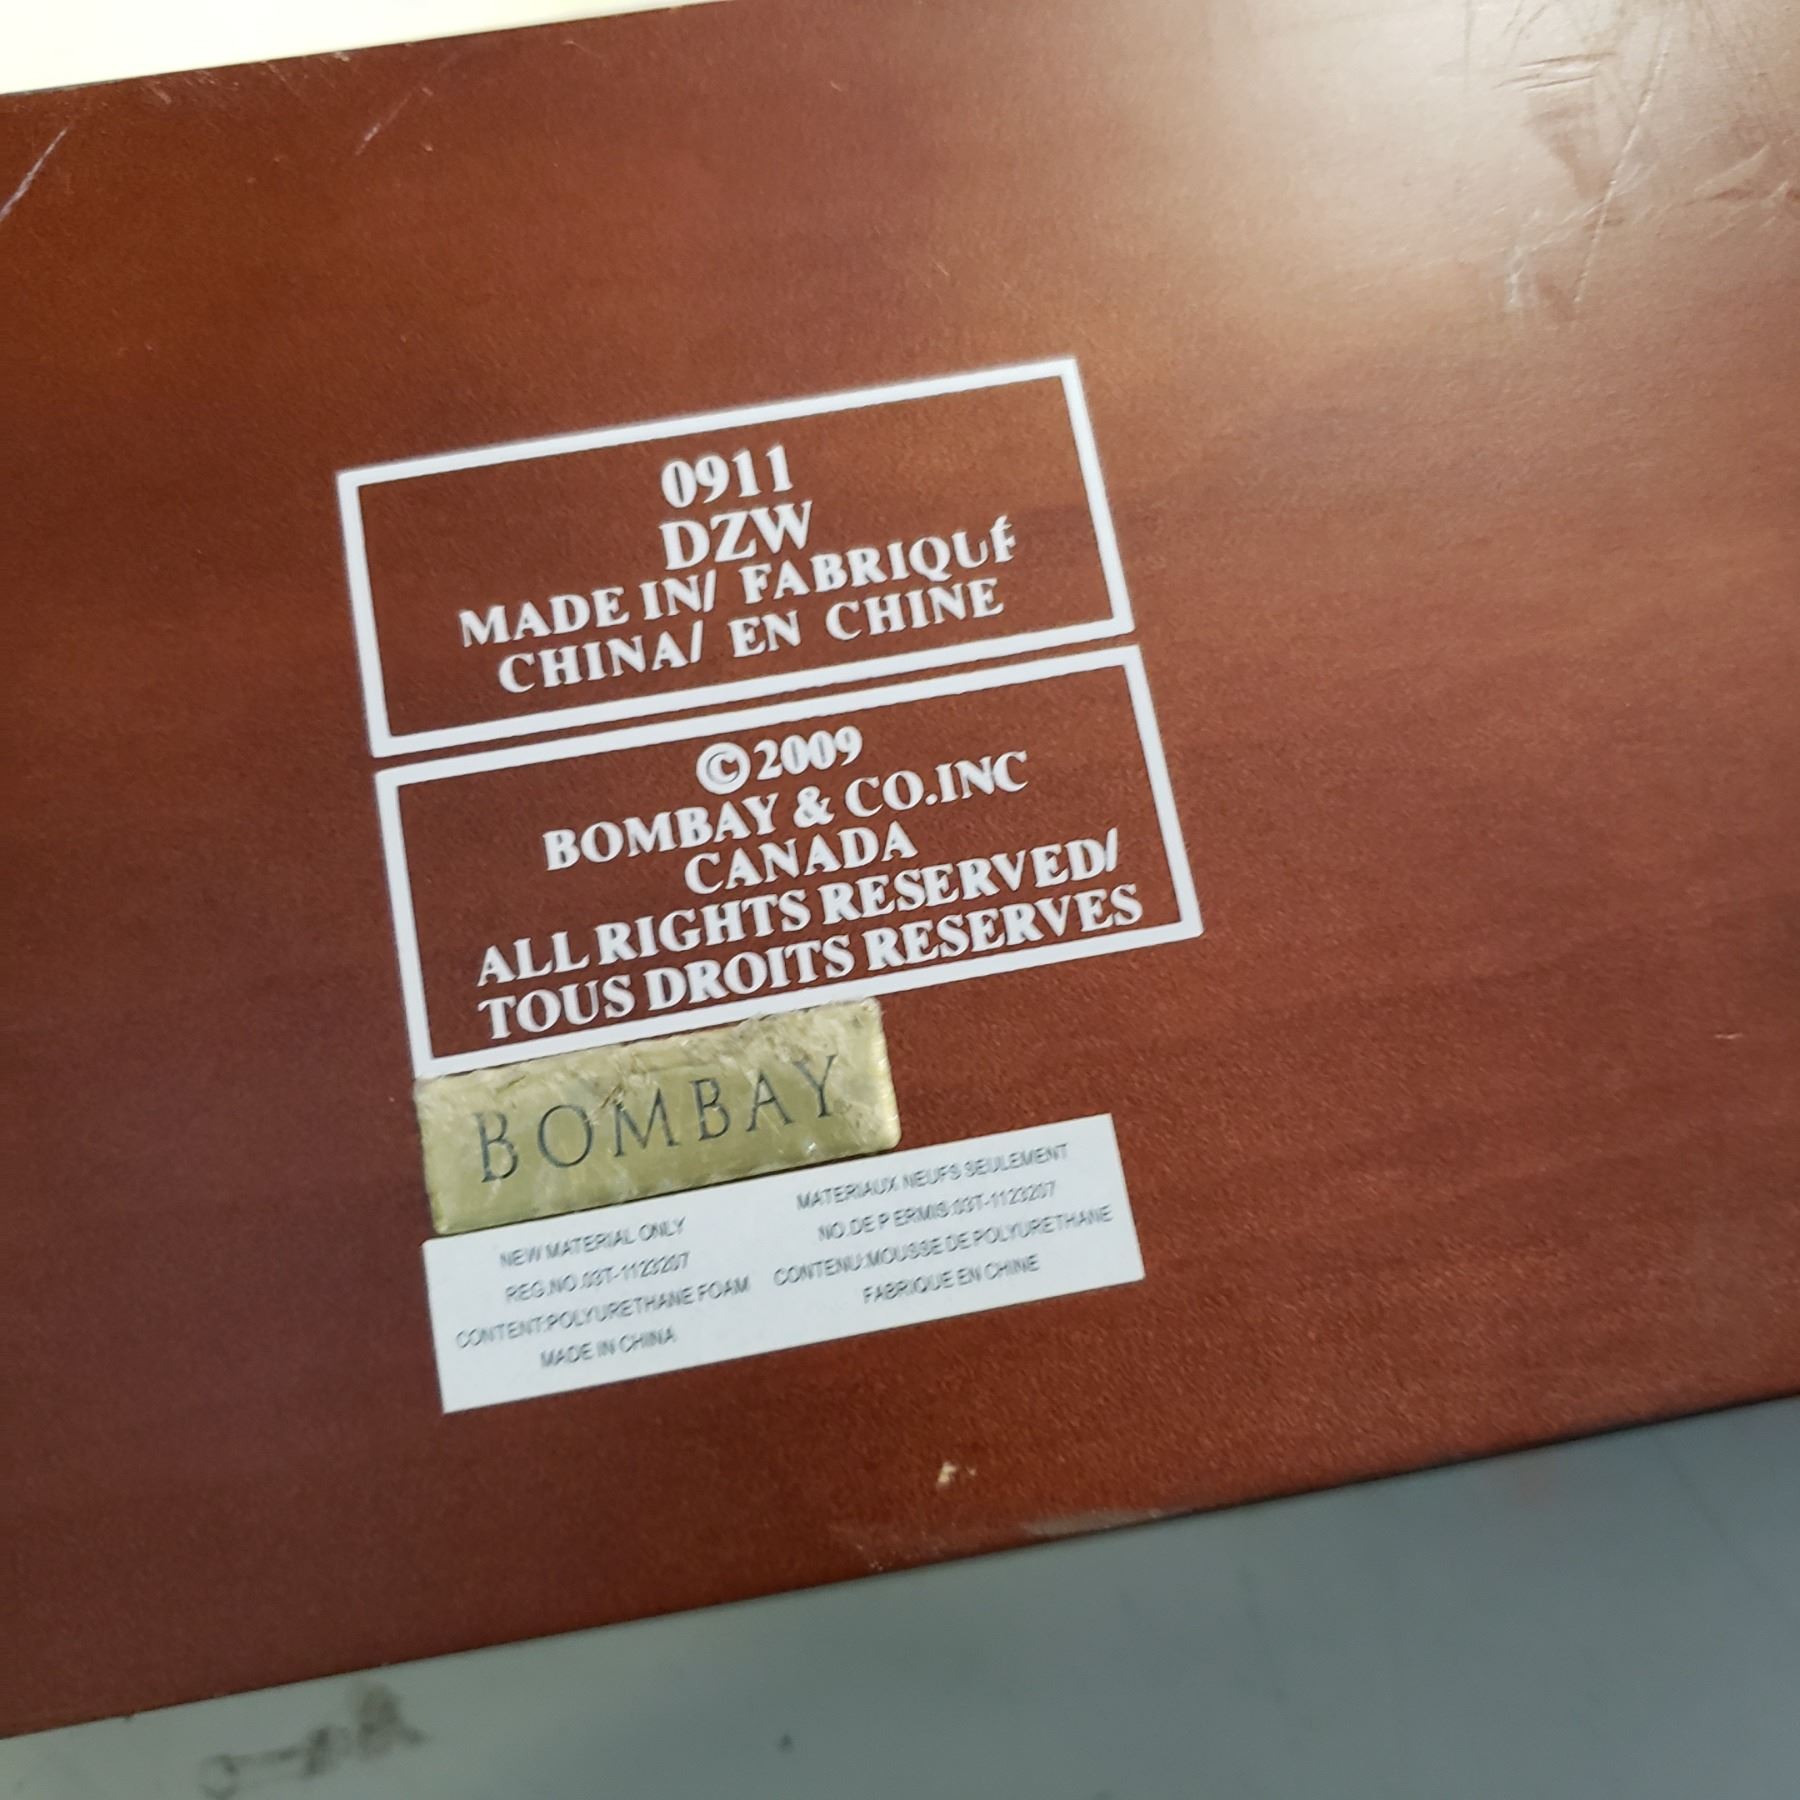 0911
DZW
MADE IN/ FABRIQUÉ
CHINA/ EN CHINE
©2009
BOMBAY & CO.INC
CANADA
ALL RIGHTS RESERVED/
TOUS DROITS RESERVES
BOMBAY
NEW MATERIAL ONLY
REG.NO.03T-1123207
CONTENT:POLYURETHANE FOAM
MADE IN CHINA
MATERIAUX NEUFS SEULEMENT
NO.DE P ERMIS:03T-1123207
CONTENU:MOUSSE DE POLYURETHANE
FABRIQUE EN CHINE